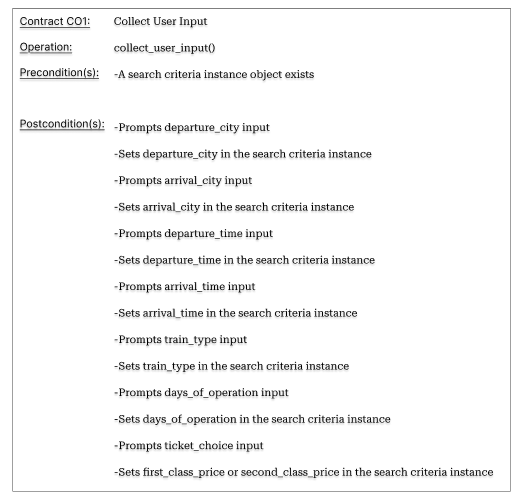 Contract CO1: Collect User Input
Operation: collect_user_input()
Precondition(s): -A search criteria instance object exists
Postcondition(s): -Prompts departure_city input
-Sets departure_city in the search criteria instance
-Prompts arrival_city input
-Sets arrival_city in the search criteria instance
-Prompts departure_time input
-Sets departure_time in the search criteria instance
-Prompts arrival_time input
-Sets arrival_time in the search criteria instance
-Prompts train_type input
-Sets train_type in the search criteria instance
-Prompts days_of_operation input
-Sets days_of_operation in the search criteria instance
-Prompts ticket_choice input
-Sets first_class_price or second_class_price in the search criteria instance